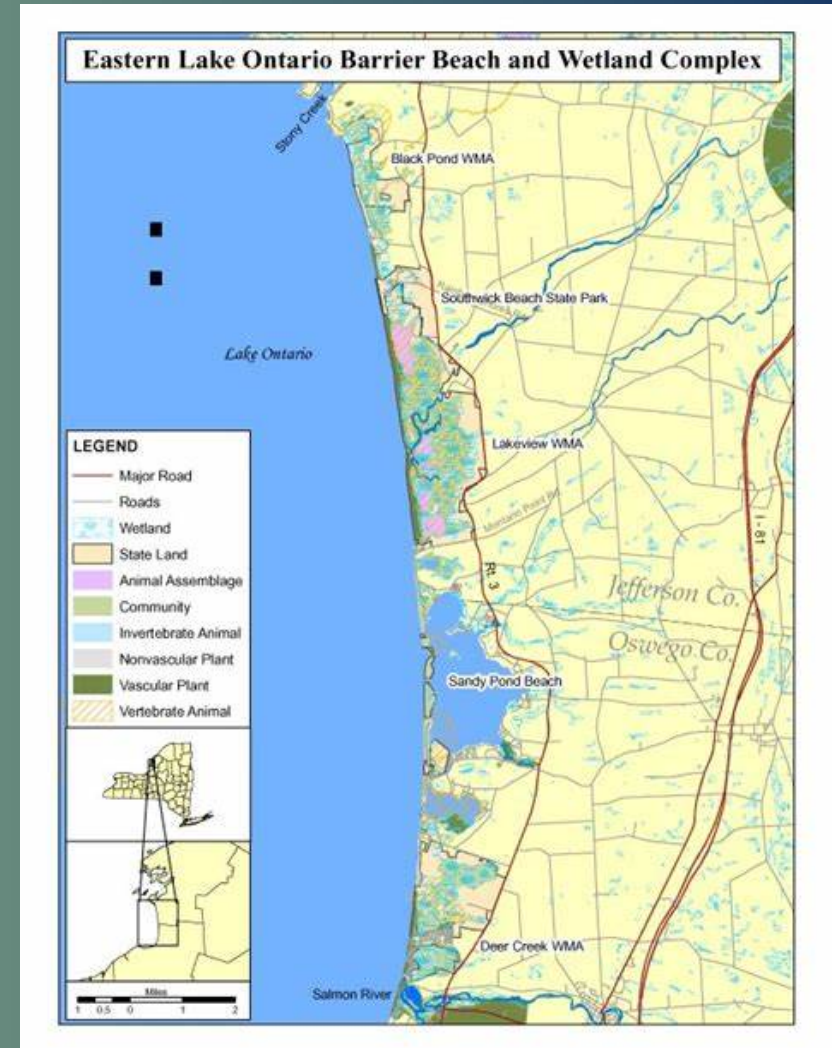 Eastern Lake Ontario Barrier Beach and Wetland Complex
Stony Creek
Black Pond WMA
Southwick Beach State Park
Lake Ontario
Lakeview WMA
Montario Point Rd
I - 81
Rt. 3
Jefferson Co.
Oswego Co.
Sandy Pond Beach
Deer Creek WMA
Salmon River
LEGEND
Major Road
Roads
Wetland
State Land
Animal Assemblage
Community
Invertebrate Animal
Nonvascular Plant
Vascular Plant
Vertebrate Animal
Miles
1 0.5 0 1 2